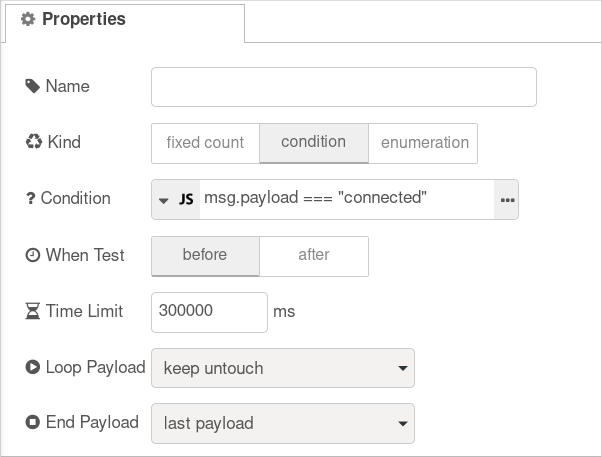 Properties
Name
Kind fixed count condition enumeration
? Condition JS msg.payload === "connected" ...
When Test before after
Time Limit 300000 ms
Loop Payload keep untouch
End Payload last payload